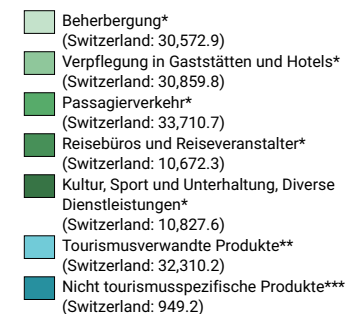 Beherbergung*
(Switzerland: 30,572.9)
Verpflegung in Gaststätten und Hotels*
(Switzerland: 30,859.8)
Passagierverkehr*
(Switzerland: 33,710.7)
Reisebüros und Reiseveranstalter*
(Switzerland: 10,672.3)
Kultur, Sport und Unterhaltung, Diverse
Dienstleistungen*
(Switzerland: 10,827.6)
Tourismusverwandte Produkte**
(Switzerland: 32,310.2)
Nicht tourismusspezifische Produkte***
(Switzerland: 949.2)